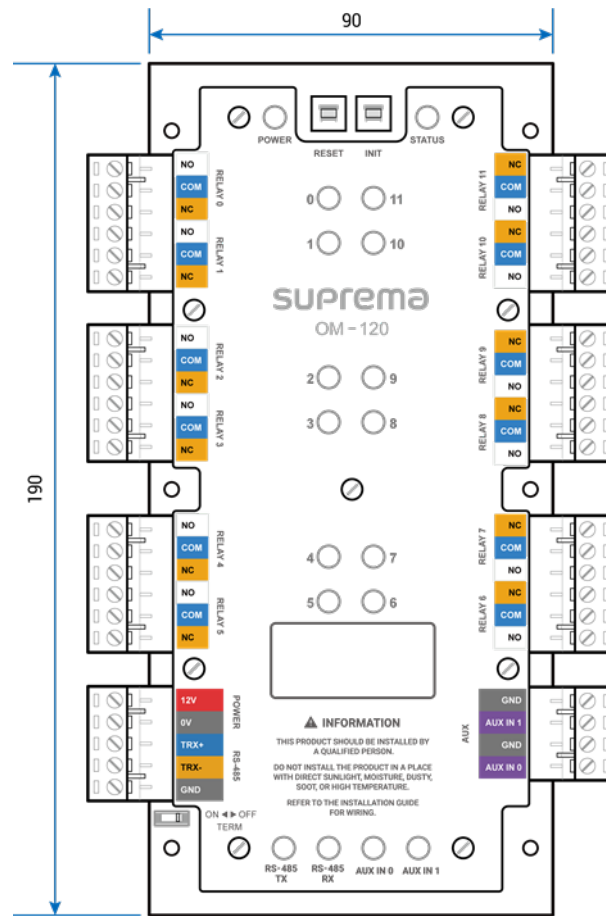 90
190
POWER
RESET
INIT
STATUS
NO
COM
NC
RELAY 0
NO
COM
NC
RELAY 1
0
11
1
10
NC
COM
NO
RELAY 11
NC
COM
NO
RELAY 10
suprema
OM-120
NO
COM
NC
RELAY 2
NO
COM
NC
RELAY 3
2
9
3
8
NC
COM
NO
RELAY 9
NC
COM
NO
RELAY 8
NO
COM
NC
RELAY 4
NO
COM
NC
RELAY 5
4
7
5
6
NC
COM
NO
RELAY 7
NC
COM
NO
RELAY 6
12V
0V
POWER
TRX+
TRX-
GND
RS-485
INFORMATION
THIS PRODUCT SHOULD BE INSTALLED BY
A QUALIFIED PERSON.
DO NOT INSTALL THE PRODUCT IN A PLACE
WITH DIRECT SUNLIGHT, MOISTURE, DUSTY,
SOOT, OR HIGH TEMPERATURE.
REFER TO THE INSTALLATION GUIDE
FOR WIRING.
AUX
GND
AUX IN 1
GND
AUX IN 0
ON ◄ ► OFF
TERM
RS-485
TX
RS-485
RX
AUX IN 0
AUX IN 1